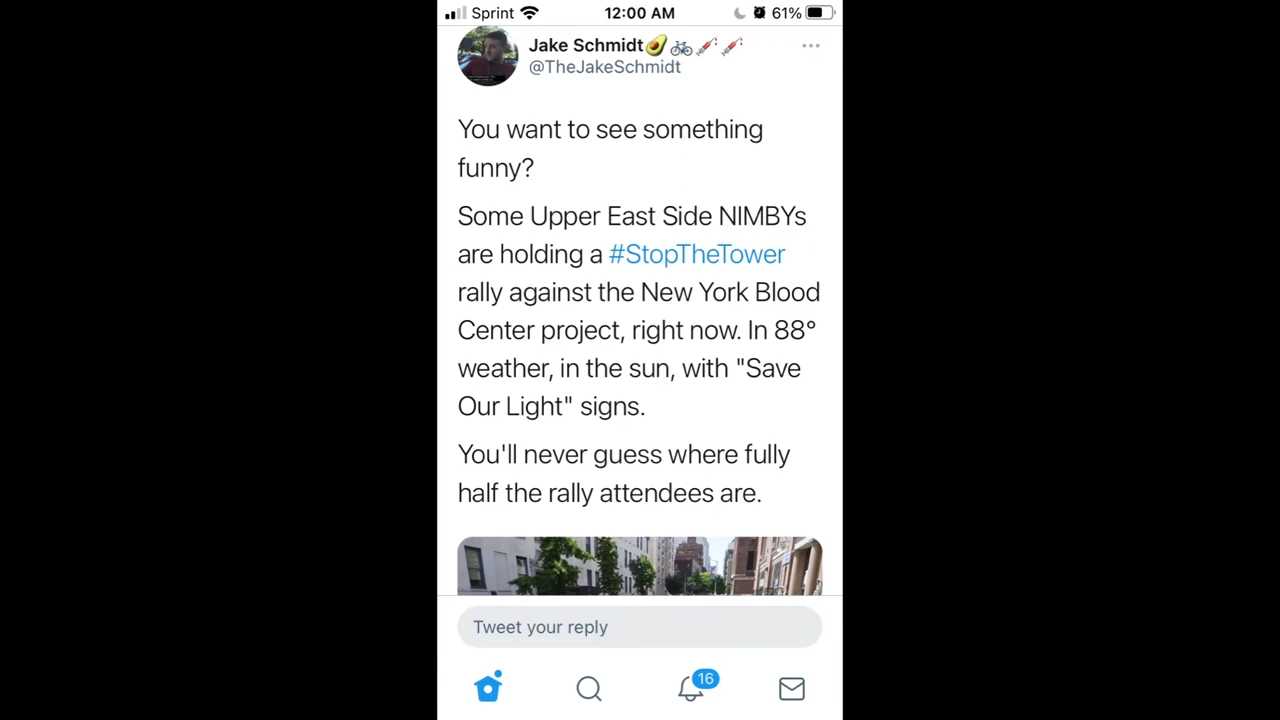 Sprint 12:00 AM 61%
Jake Schmidt🥑🚲💉💉
@TheJakeSchmidt
You want to see something
funny?
Some Upper East Side NIMBYs
are holding a #StopTheTower
rally against the New York Blood
Center project, right now. In 88°
weather, in the sun, with "Save
Our Light" signs.
You'll never guess where fully
half the rally attendees are.
Tweet your reply
16